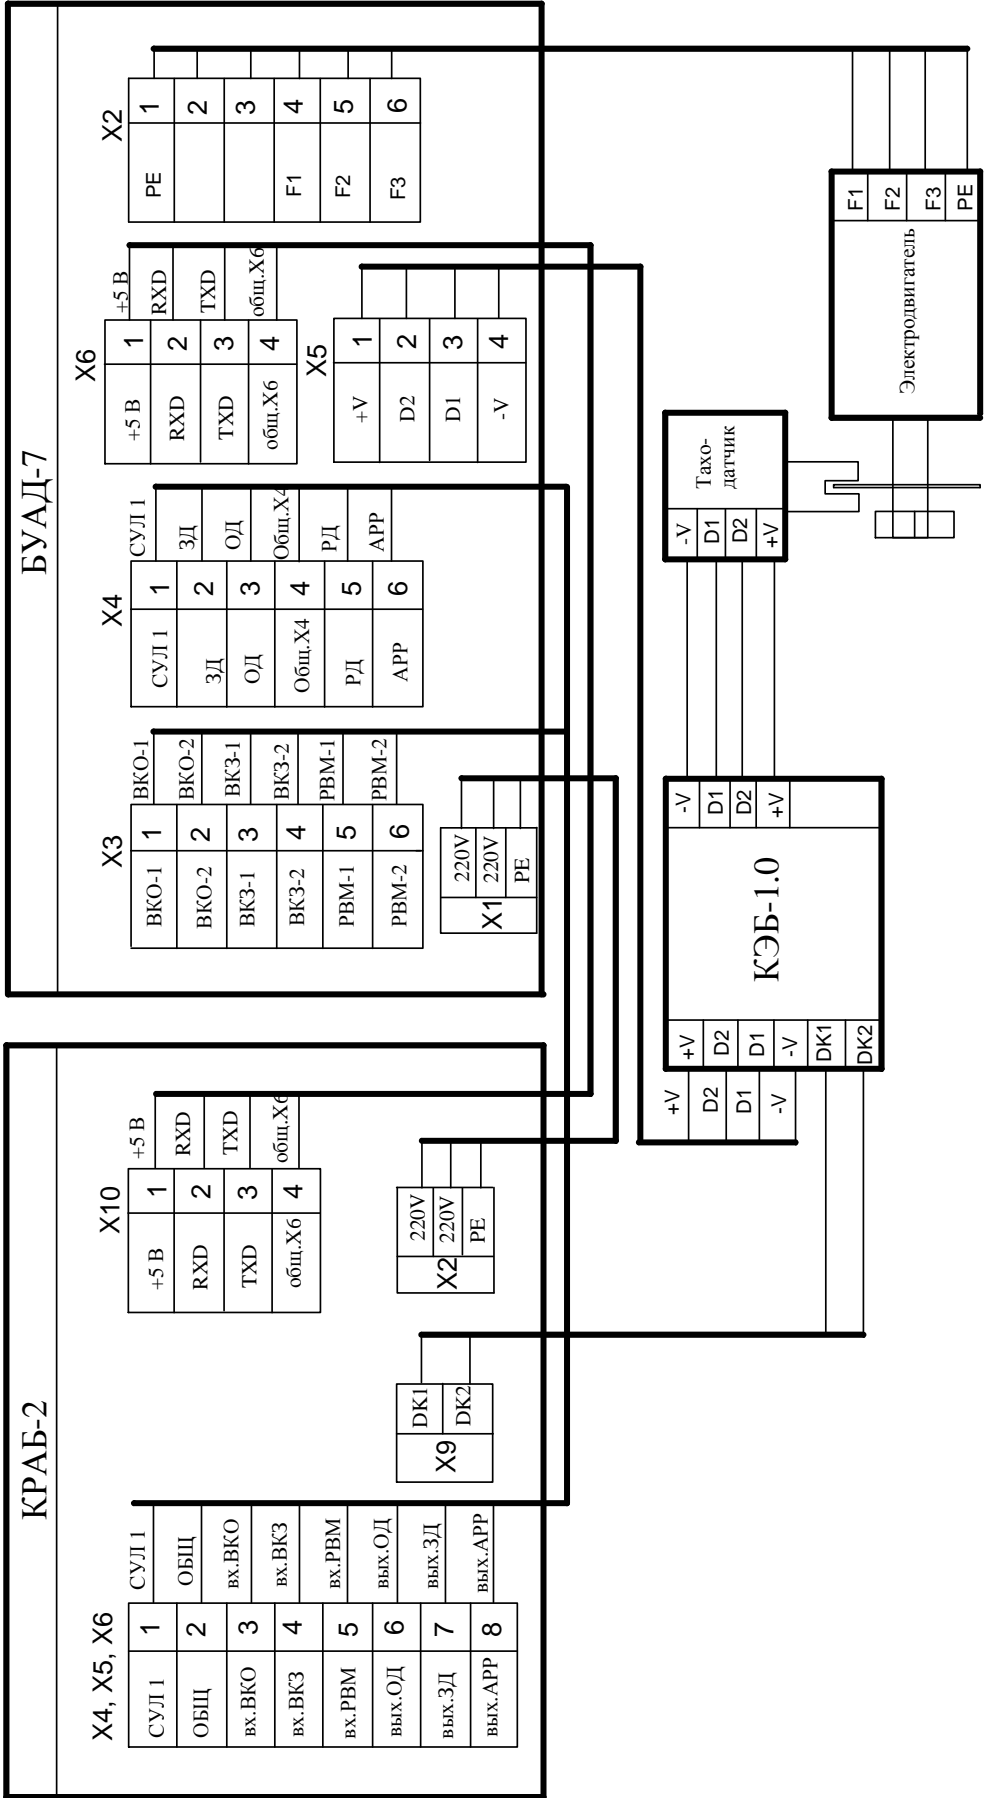 КРАБ-2
X4, X5, X6
СУЛ 1
1
СУЛ 1
ОБЩ
2
ОБЩ
вх.ВКО
3
вх.ВКО
вх.ВКЗ
4
вх.ВКЗ
вх.РВМ
5
вх.РВМ
вых.ОД
6
вых.ОД
вых.ЗД
7
вых.ЗД
вых.АРР
8
вых.АРР
X9
DK1
DK2
X10
+5 В
1
+5 В
RXD
2
RXD
TXD
3
TXD
общ.X6
4
общ.X6
X2
220V
220V
PE
БУАД-7
X3
ВКО-1
1
ВКО-1
ВКО-2
2
ВКО-2
ВКЗ-1
3
ВКЗ-1
ВКЗ-2
4
ВКЗ-2
РВМ-1
5
РВМ-1
РВМ-2
6
РВМ-2
X1
220V
220V
PE
X4
СУЛ 1
1
СУЛ 1
ЗД
2
ЗД
ОД
3
ОД
Общ.X4
4
Общ.X4
РД
5
РД
АРР
6
АРР
X6
+5 В
1
+5 В
RXD
2
RXD
TXD
3
TXD
общ.X6
4
общ.X6
X5
+V
1
D2
2
D1
3
-V
4
X2
PE
1
2
3
F1
4
F2
5
F3
6
+V
D2
D1
-V
+V
D2
D1
-V
DK1
DK2
КЭБ-1.0
-V
D1
D2
+V
-V
D1
D2
+V
Тахо-
датчик
Электродвигатель
F1
F2
F3
PE